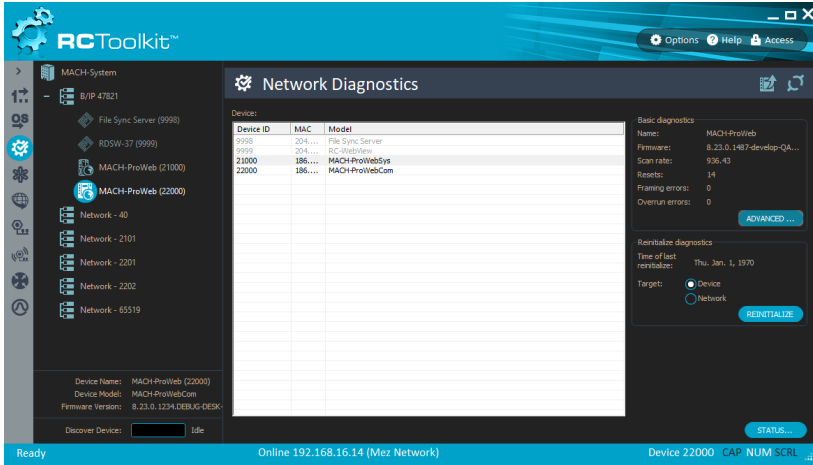 RCToolkit™
Options Help Access
MACH-System
B/IP 47821
File Sync Server (9998)
RDSW-37 (9999)
MACH-ProWeb (21000)
MACH-ProWeb (22000)
Network - 40
Network - 2101
Network - 2201
Network - 2202
Network - 65519
Device Name: MACH-ProWeb (22000)
Device Model: MACH-ProWebCom
Firmware Version: 8.23.0.1234.DEBUG-DESK-
Discover Device: Idle
Network Diagnostics
Device:
Device ID MAC Model
9998 204.... File Sync Server
9999 204.... RC-WebView
21000 186.... MACH-ProWebSys
22000 186.... MACH-ProWebCom
Basic diagnostics
Name: MACH-ProWeb
Firmware: 8.23.0.1487-develop-QA...
Scan rate: 936.43
Resets: 14
Framing errors: 0
Overrun errors: 0
ADVANCED ...
Reinitialize diagnostics
Time of last reinitialize: Thu. Jan. 1, 1970
Target: Device
Network
REINITIALIZE
STATUS...
Ready Online 192.168.16.14 (Mez Network) Device 22000 CAP NUM SCRL